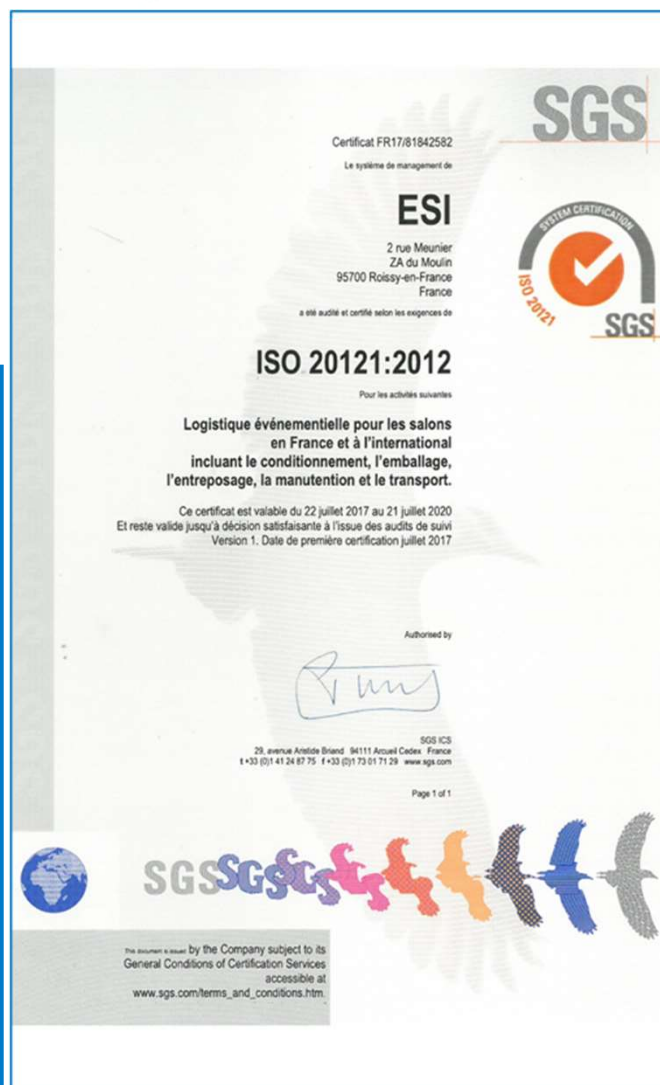 SGS
Certificat FR17/81842582
Le système de management de
ESI
2 rue Meunier
ZA du Moulin
95700 Roissy-en-France
France
a été audité et certifié selon les exigences de
SYSTEM CERTIFICATION
ISO 20121
SGS
ISO 20121:2012
Pour les activités suivantes
Logistique événementielle pour les salons
en France et à l'international
incluant le conditionnement, l'emballage,
l'entreposage, la manutention et le transport.
Ce certificat est valable du 22 juillet 2017 au 21 juillet 2020
Et reste valide jusqu'à décision satisfaisante à l'issue des audits de suivi
Version 1. Date de première certification juillet 2017
Authorised by
SGS ICS
29, avenue Aristide Briand 94111 Arcueil Cedex France
t +33 (0)1 41 24 87 75 f +33 (0)1 73 01 71 29 www.sgs.com
Page 1 of 1
SGSSGSSGS
This document is issued by the Company subject to its
General Conditions of Certification Services
accessible at
www.sgs.com/terms_and_conditions.htm.